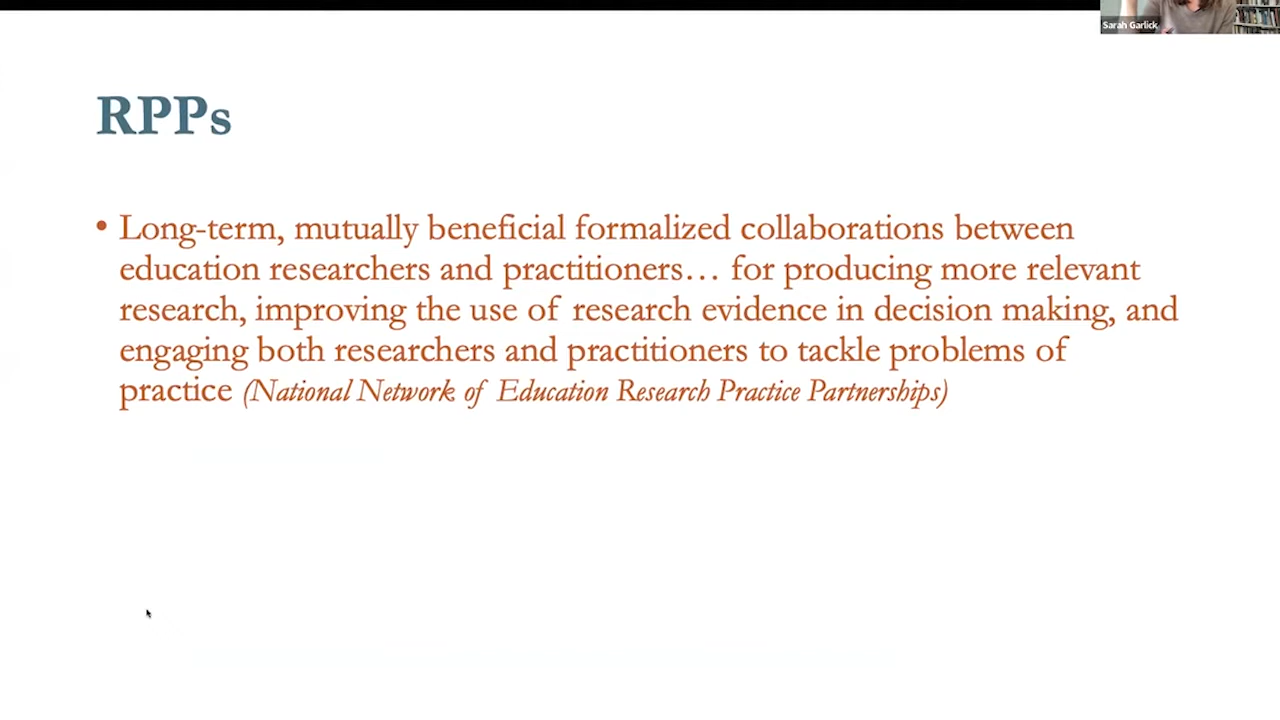 Sarah Garlick
RPPs
• Long-term, mutually beneficial formalized collaborations between
education researchers and practitioners… for producing more relevant
research, improving the use of research evidence in decision making, and
engaging both researchers and practitioners to tackle problems of
practice (National Network of Education Research Practice Partnerships)